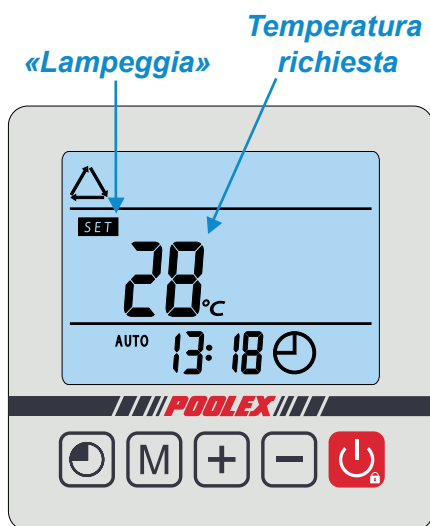 Temperatura
richiesta
«Lampeggia»
SET
28°C
AUTO 13:18
POOLEX
M + −